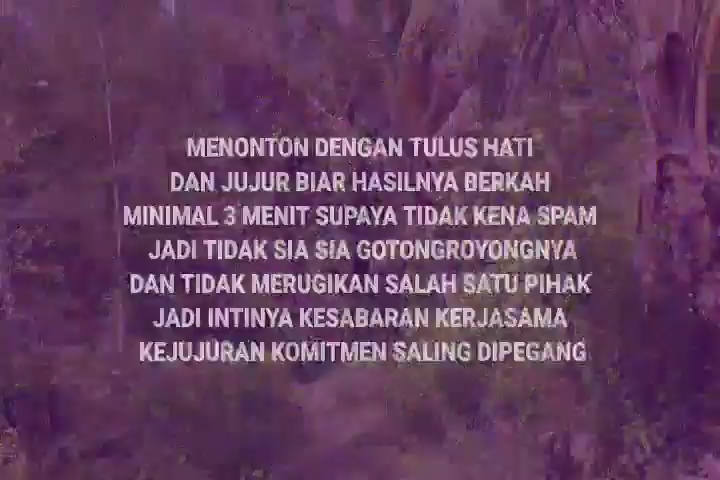 MENONTON DENGAN TULUS HATI
DAN JUJUR BIAR HASILNYA BERKAH
MINIMAL 3 MENIT SUPAYA TIDAK KENA SPAM
JADI TIDAK SIA SIA GOTONGROYONGNYA
DAN TIDAK MERUGIKAN SALAH SATU PIHAK
JADI INTINYA KESABARAN KERJASAMA
KEJUJURAN KOMITMEN SALING DIPEGANG